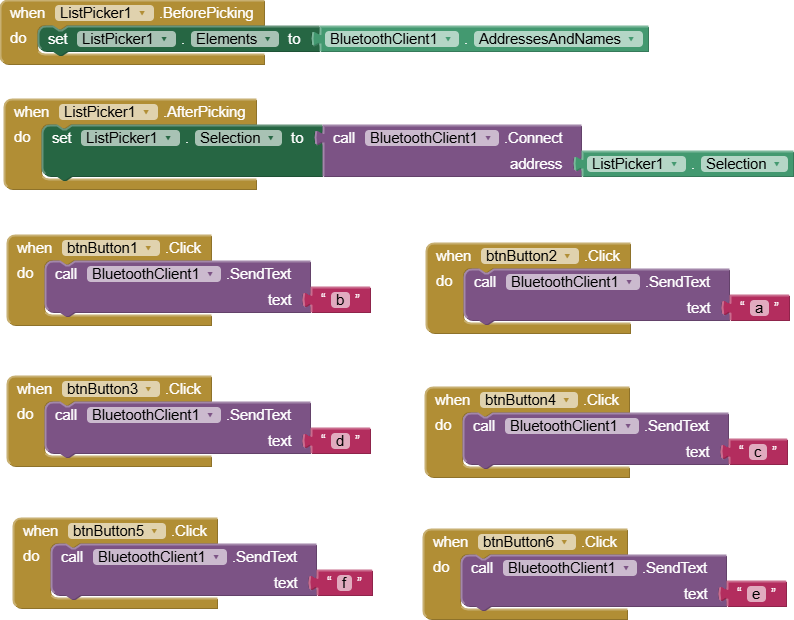 when ListPicker1 .BeforePicking
do set ListPicker1 . Elements to BluetoothClient1 . AddressesAndNames
when ListPicker1 .AfterPicking
do set ListPicker1 . Selection to call BluetoothClient1 .Connect
address ListPicker1 . Selection
when btnButton1 .Click
do call BluetoothClient1 .SendText
text “ b ”
when btnButton2 .Click
do call BluetoothClient1 .SendText
text “ a ”
when btnButton3 .Click
do call BluetoothClient1 .SendText
text “ d ”
when btnButton4 .Click
do call BluetoothClient1 .SendText
text “ c ”
when btnButton5 .Click
do call BluetoothClient1 .SendText
text “ f ”
when btnButton6 .Click
do call BluetoothClient1 .SendText
text “ e ”